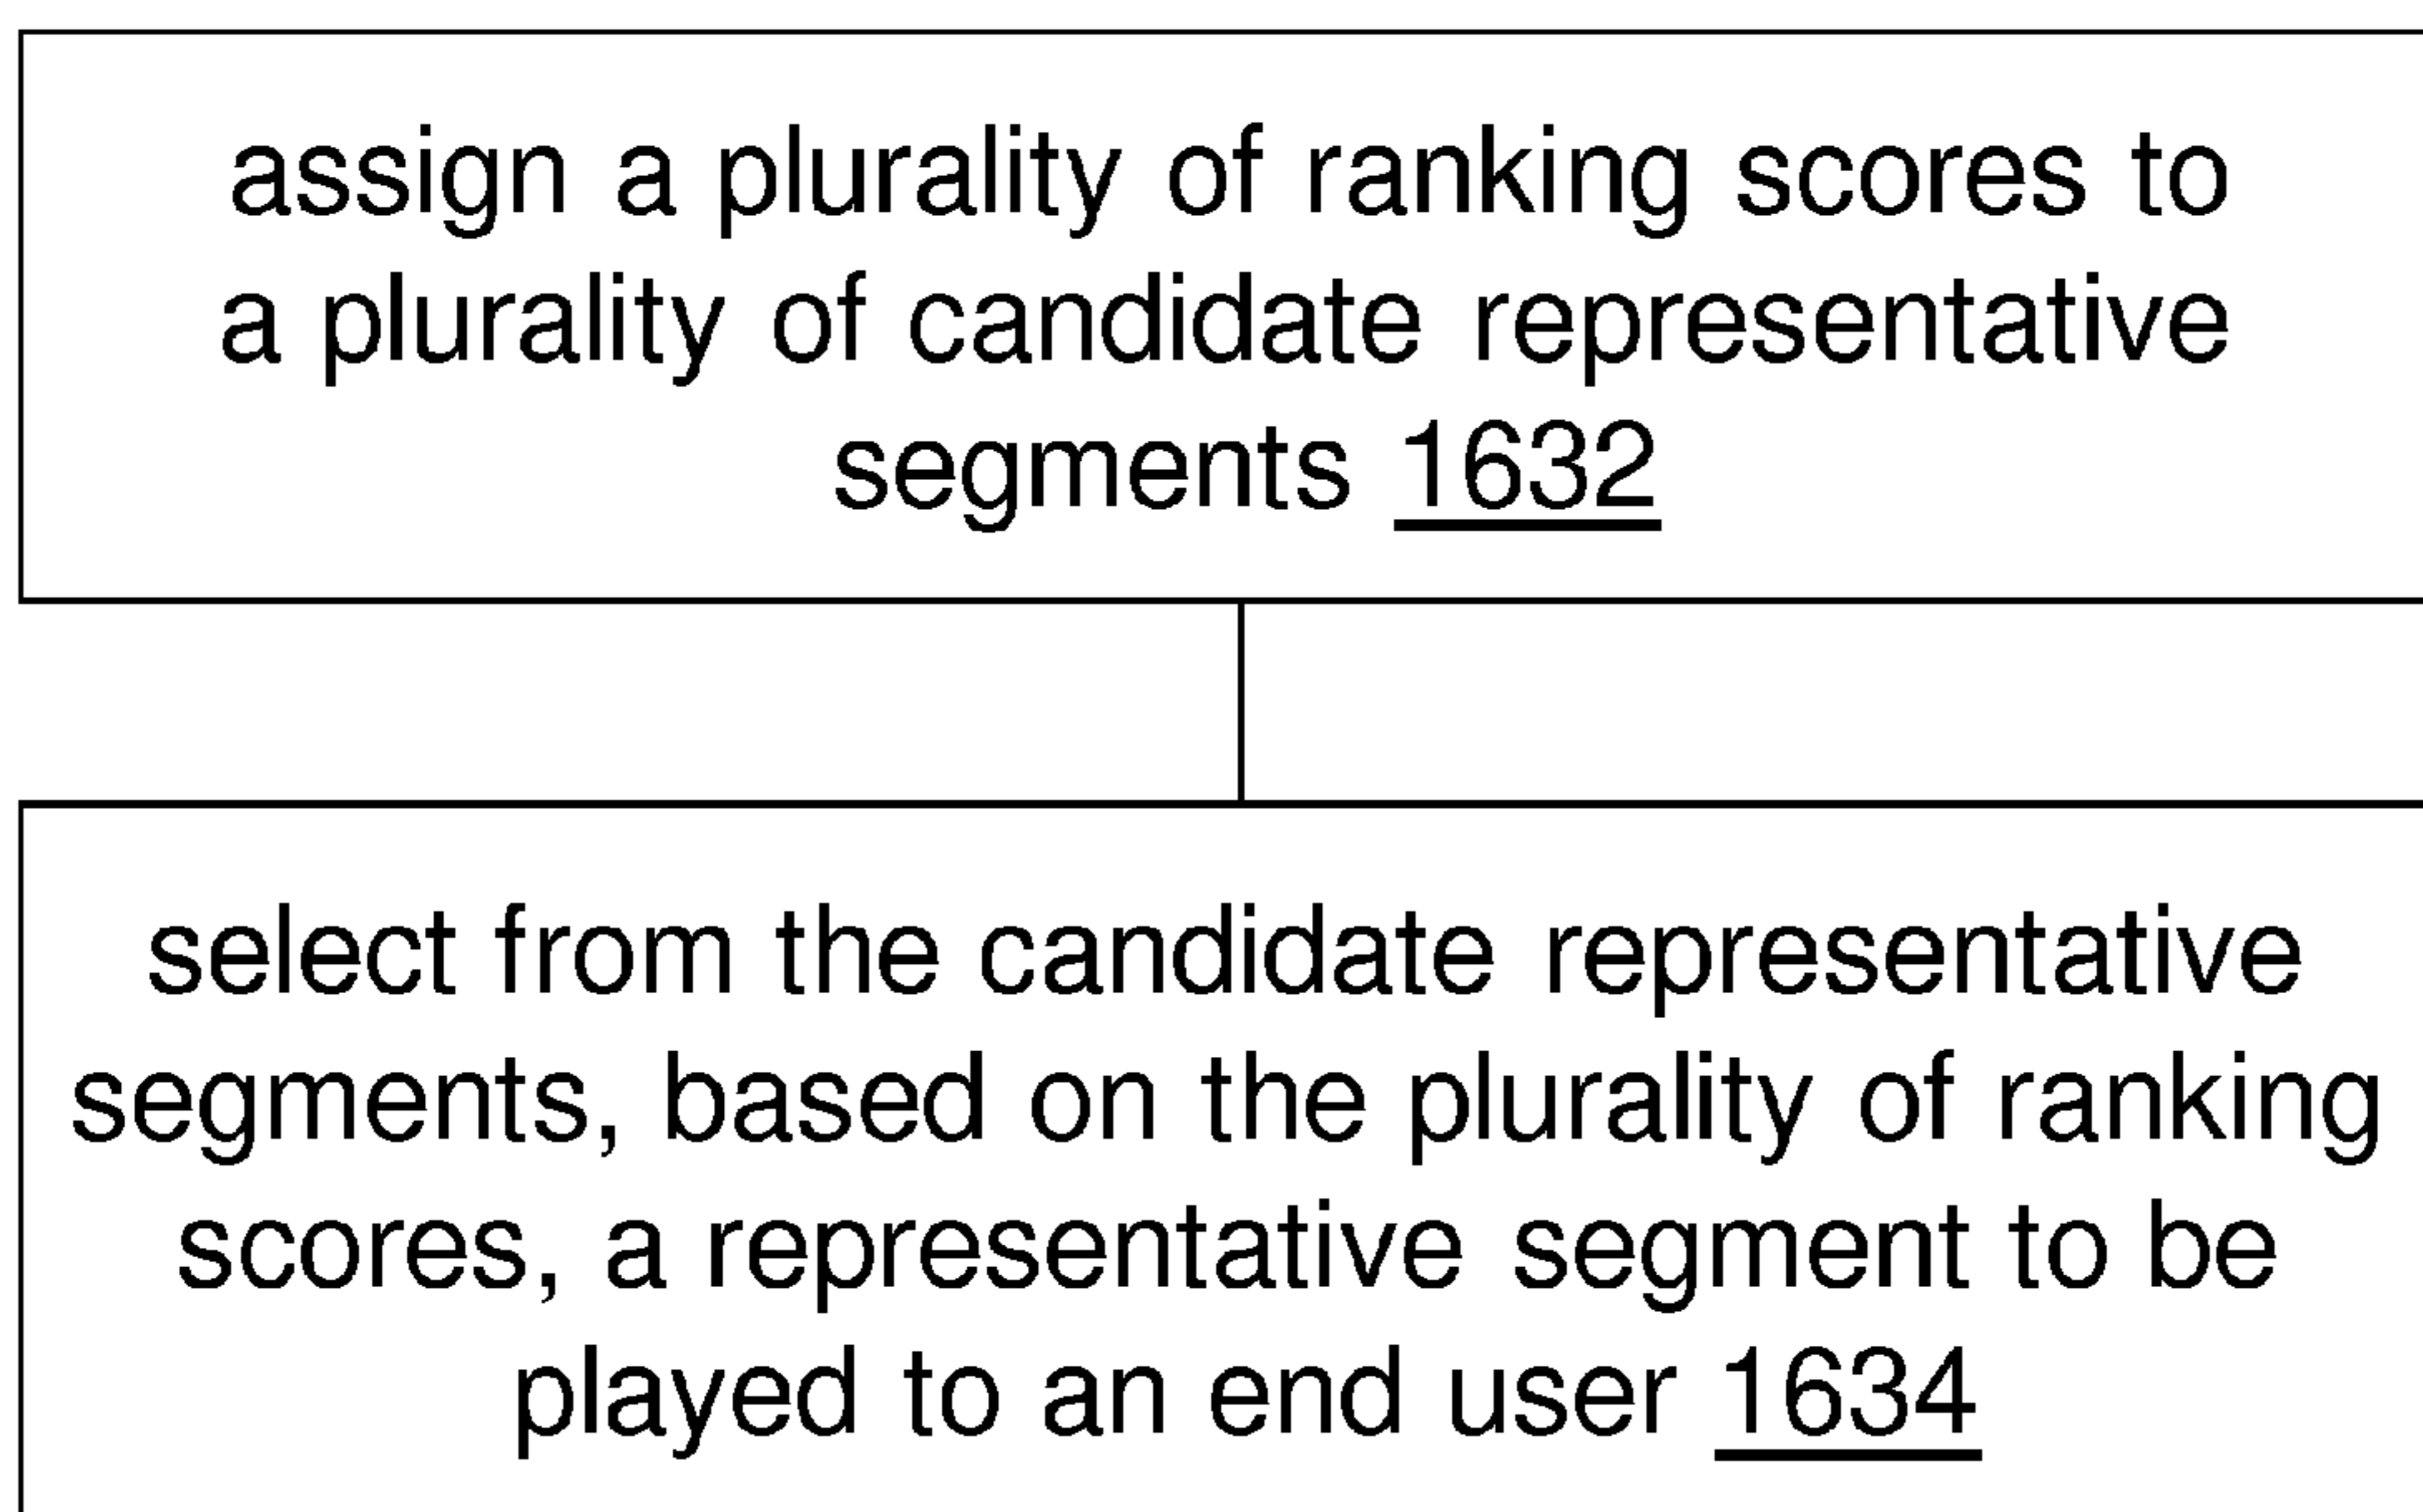 assign a plurality of ranking scores to
a plurality of candidate representative
segments 1632
select from the candidate representative
segments, based on the plurality of ranking
scores, a representative segment to be
played to an end user 1634